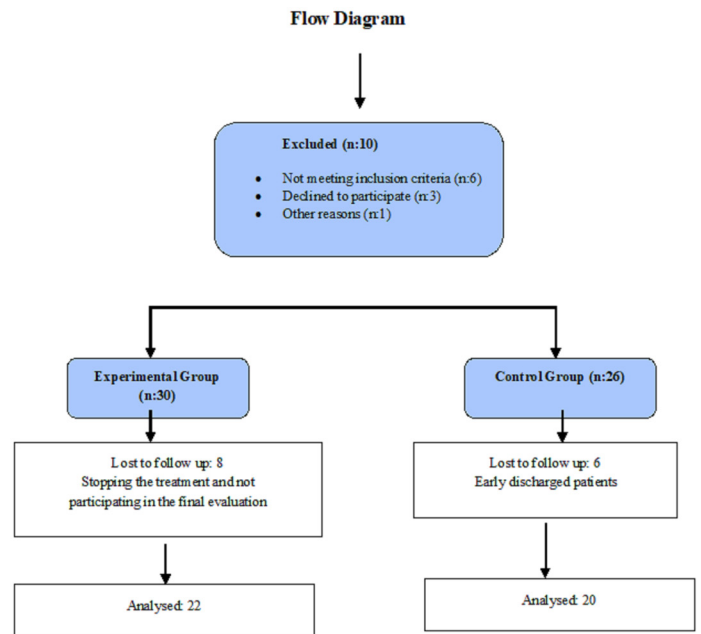 Flow Diagram
Excluded (n:10)
• Not meeting inclusion criteria (n:6)
• Declined to participate (n:3)
• Other reasons (n:1)
Experimental Group
(n:30)
Control Group (n:26)
Lost to follow up: 8
Stopping the treatment and not
participating in the final evaluation
Lost to follow up: 6
Early discharged patients
Analysed: 22
Analysed: 20